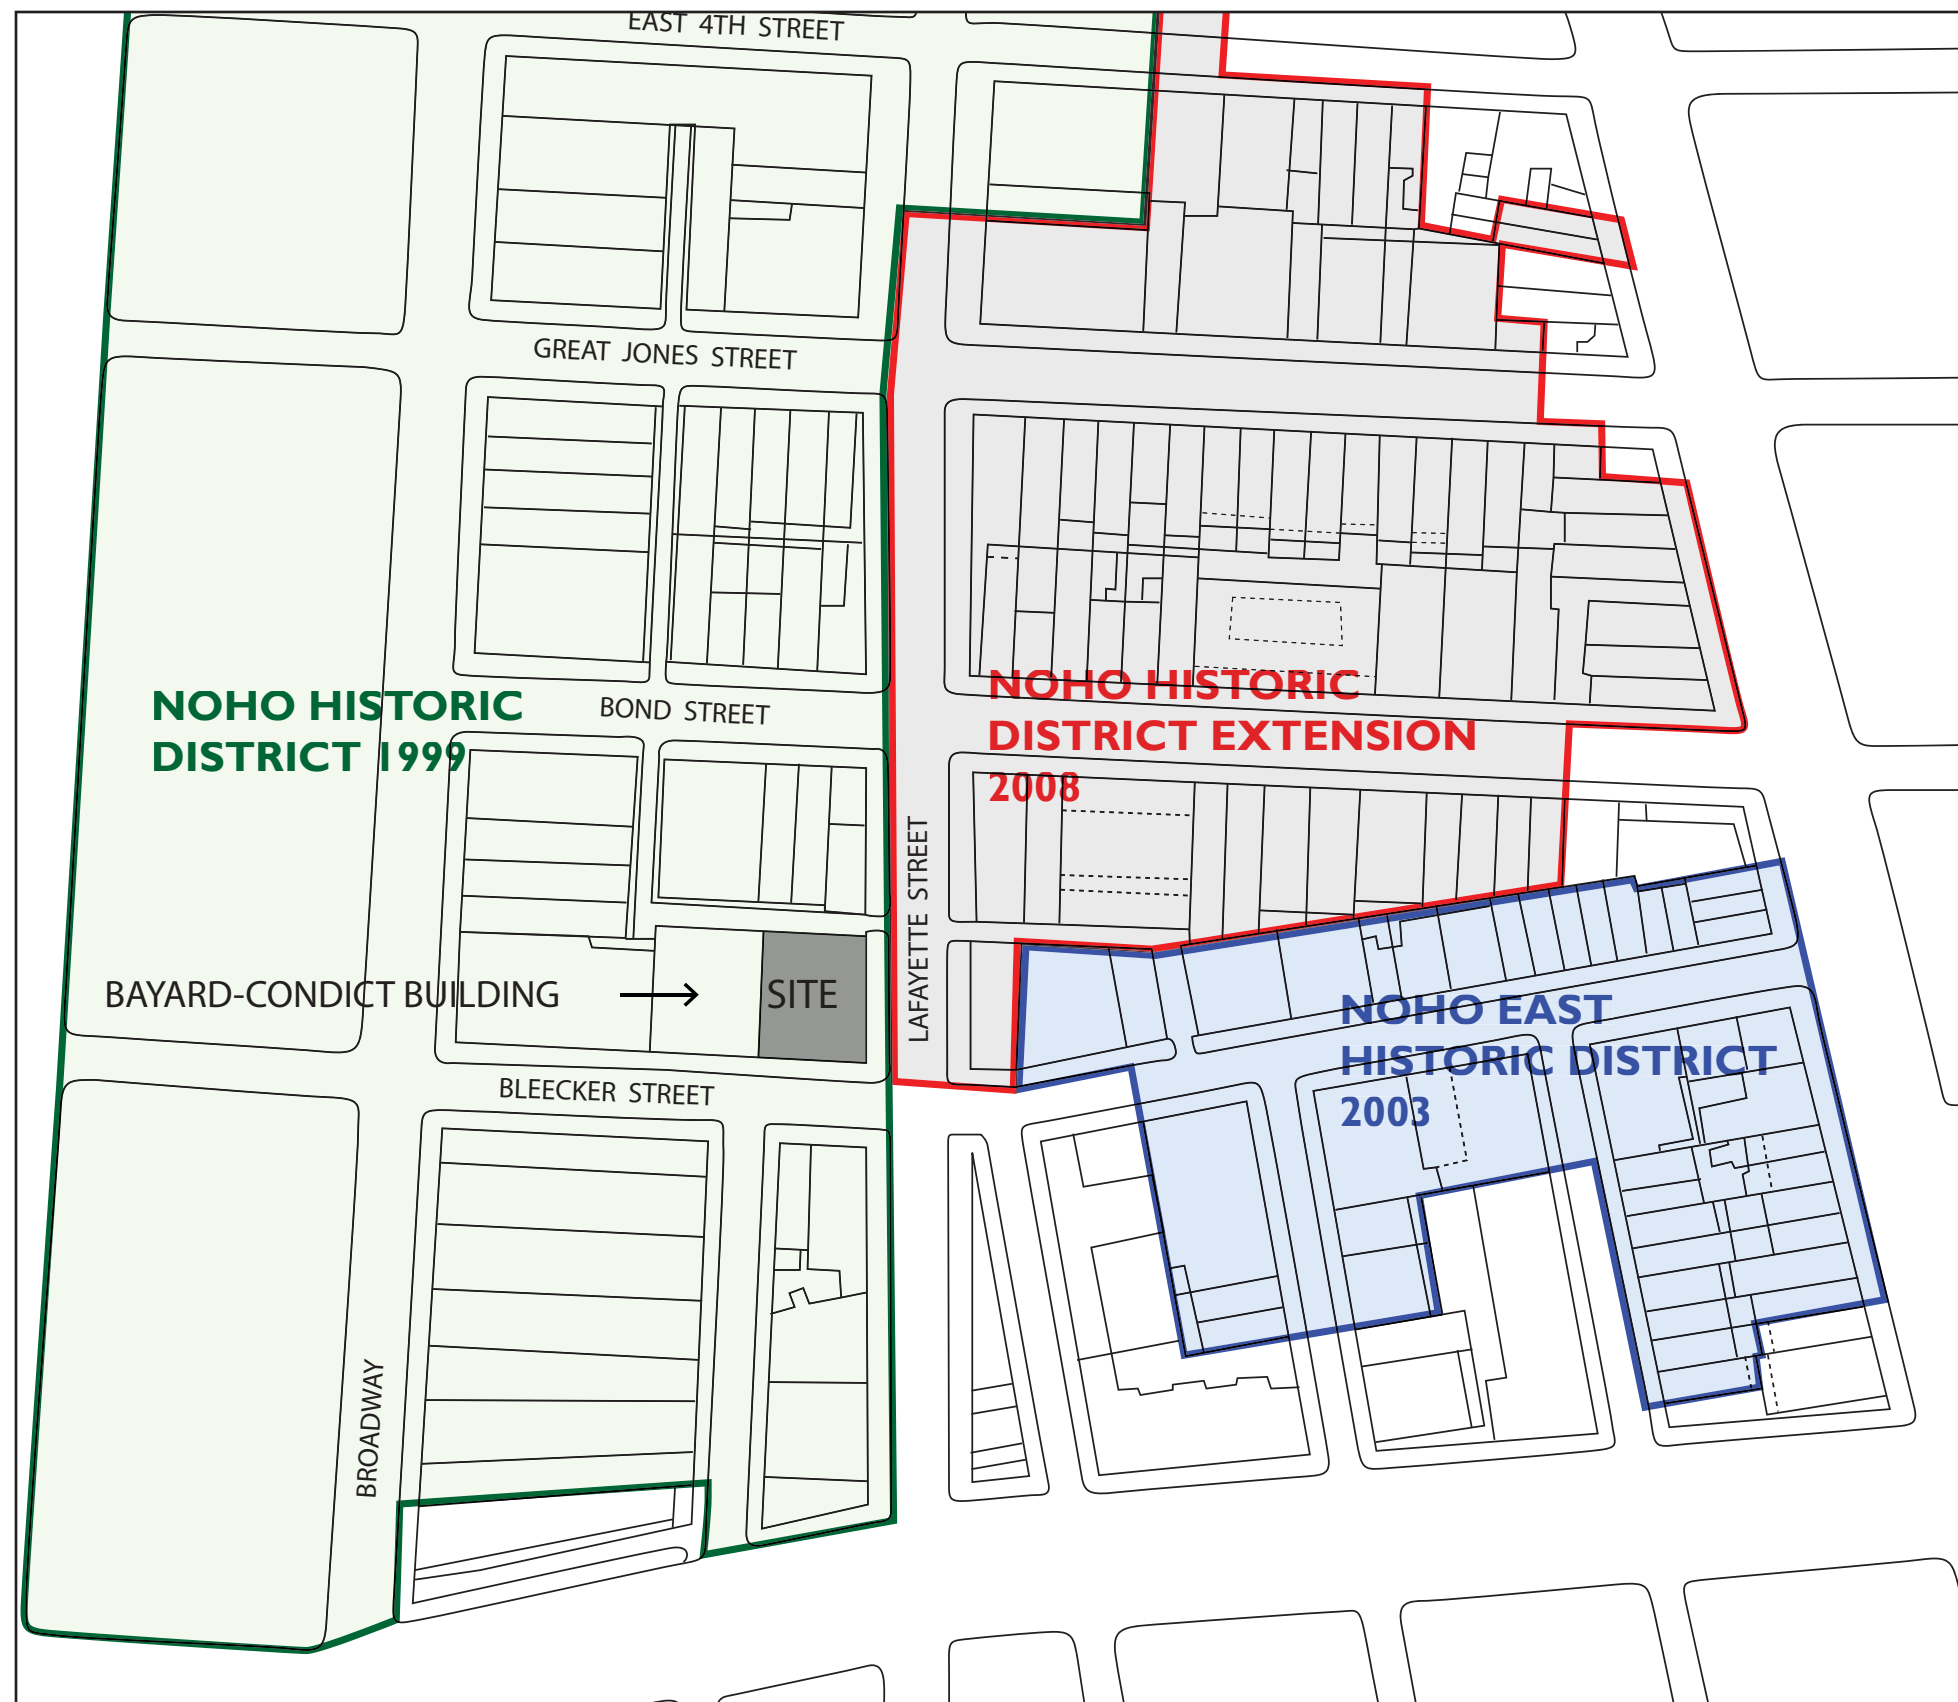 EAST 4TH STREET
GREAT JONES STREET
NOHO HISTORIC
DISTRICT 1999
BOND STREET
NOHO HISTORIC
DISTRICT EXTENSION
2008
LAFAYETTE STREET
BAYARD-CONDICT BUILDING
SITE
NOHO EAST
HISTORIC DISTRICT
2003
BLEECKER STREET
BROADWAY